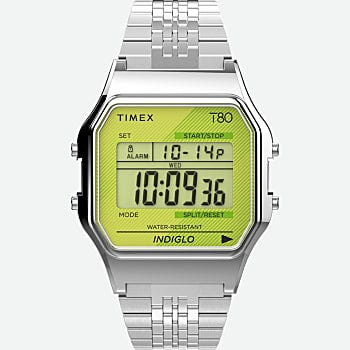 TIMEX T80
SET START/STOP
ALARM 10-14P
WED
10:09 36
MODE SPLIT/RESET
WATER-RESISTANT
INDIGLO